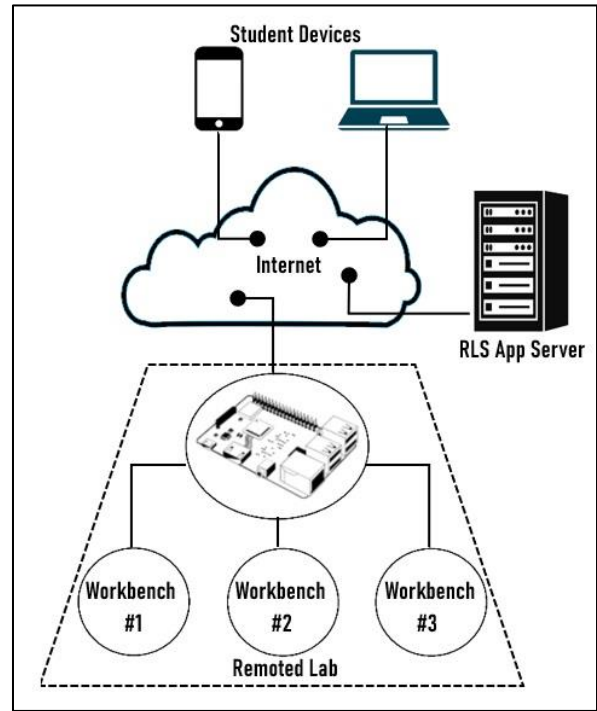 Student Devices
Internet
RLS App Server
Workbench
#1
Workbench
#2
Workbench
#3
Remoted Lab